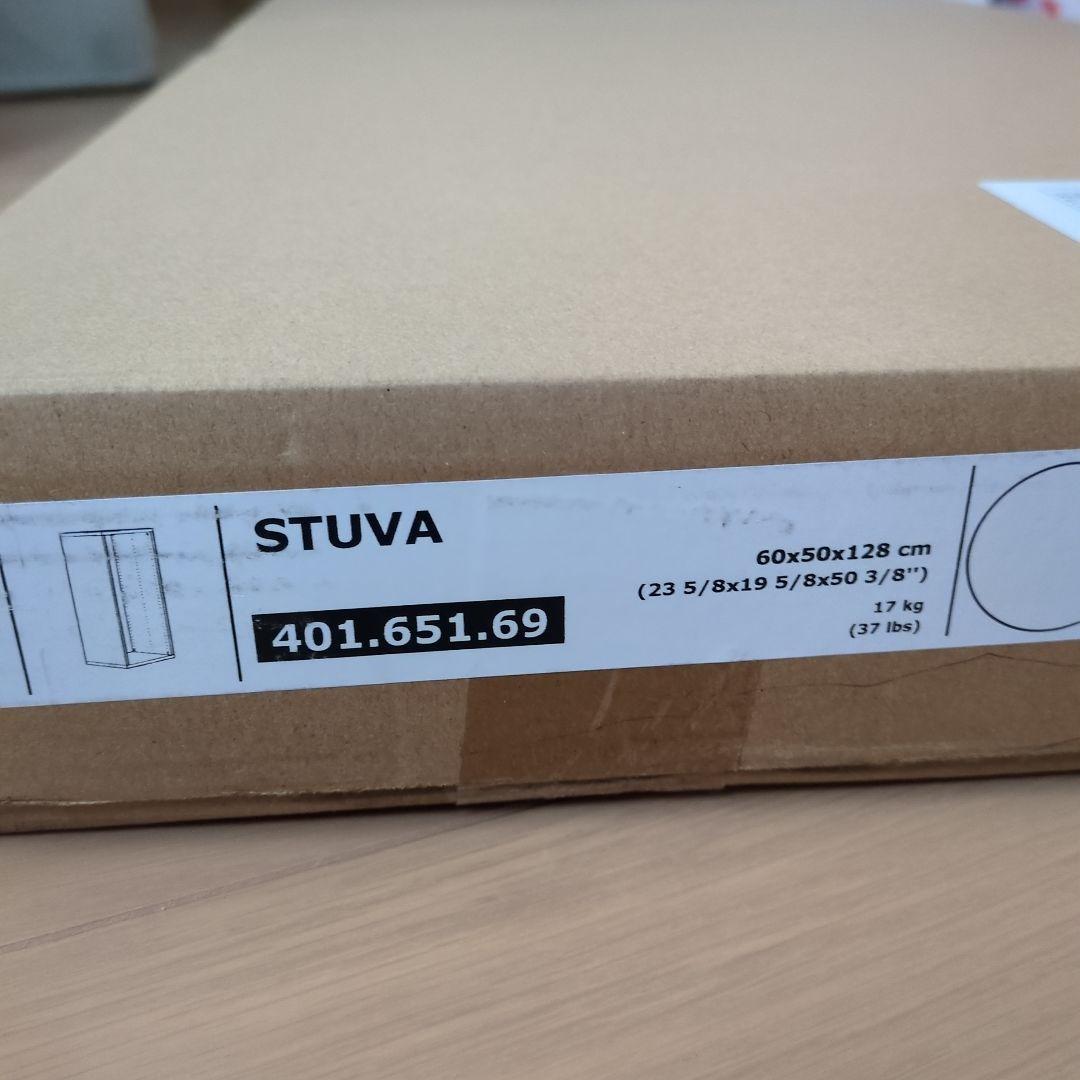 STUVA
401.651.69
60x50x128 cm
(23 5/8x19 5/8x50 3/8'')
17 kg
(37 lbs)